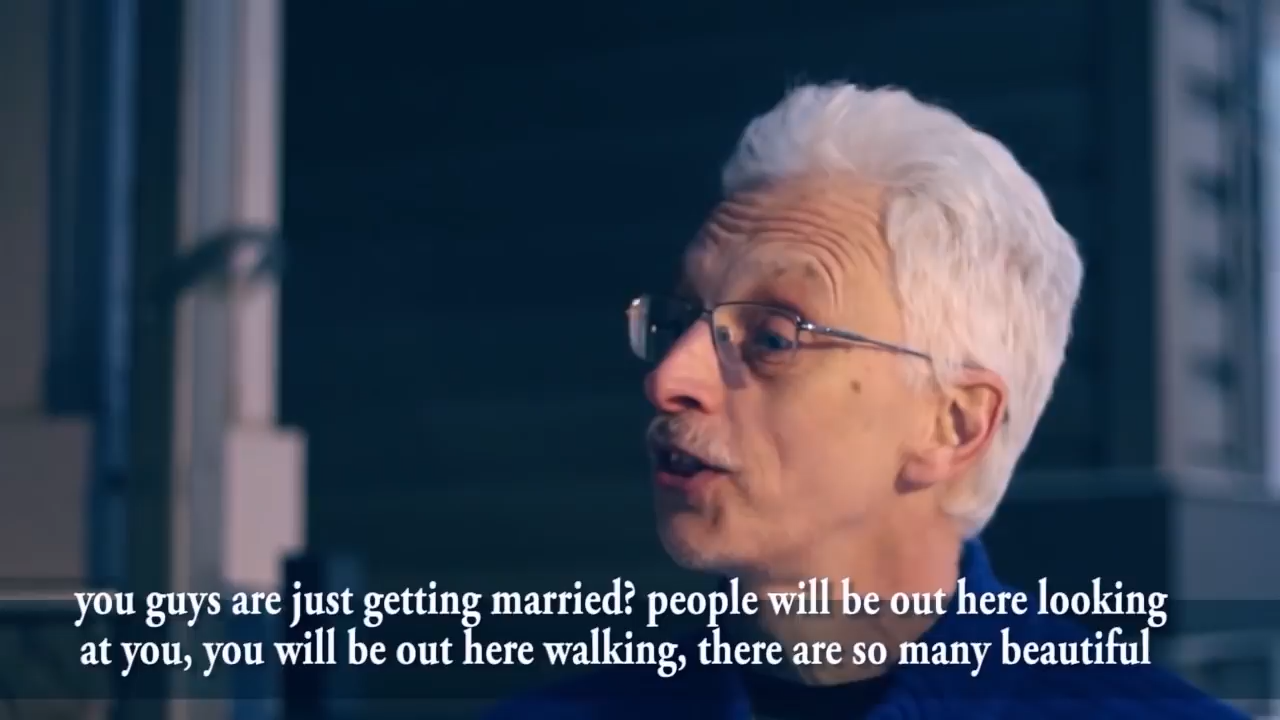 you guys are just getting married? people will be out here looking
at you, you will be out here walking, there are so many beautiful